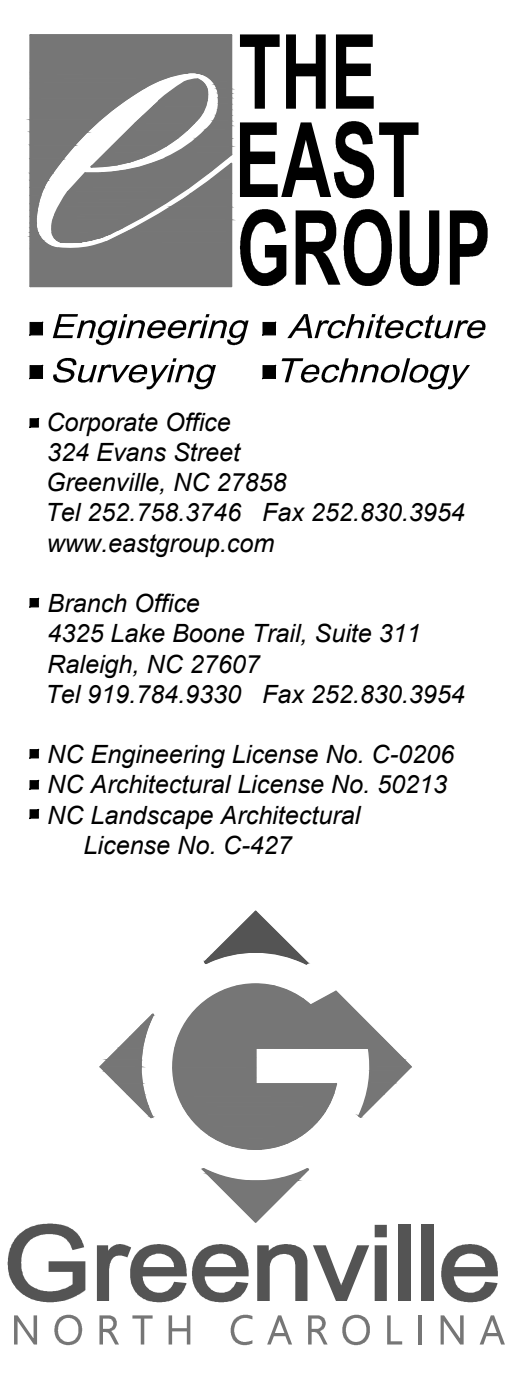 e
THE
EAST
GROUP
▪ Engineering ▪ Architecture
▪ Surveying ▪Technology
▪ Corporate Office
324 Evans Street
Greenville, NC 27858
Tel 252.758.3746 Fax 252.830.3954
www.eastgroup.com
▪ Branch Office
4325 Lake Boone Trail, Suite 311
Raleigh, NC 27607
Tel 919.784.9330 Fax 252.830.3954
▪ NC Engineering License No. C-0206
▪ NC Architectural License No. 50213
▪ NC Landscape Architectural
License No. C-427
G
Greenville
NORTH CAROLINA